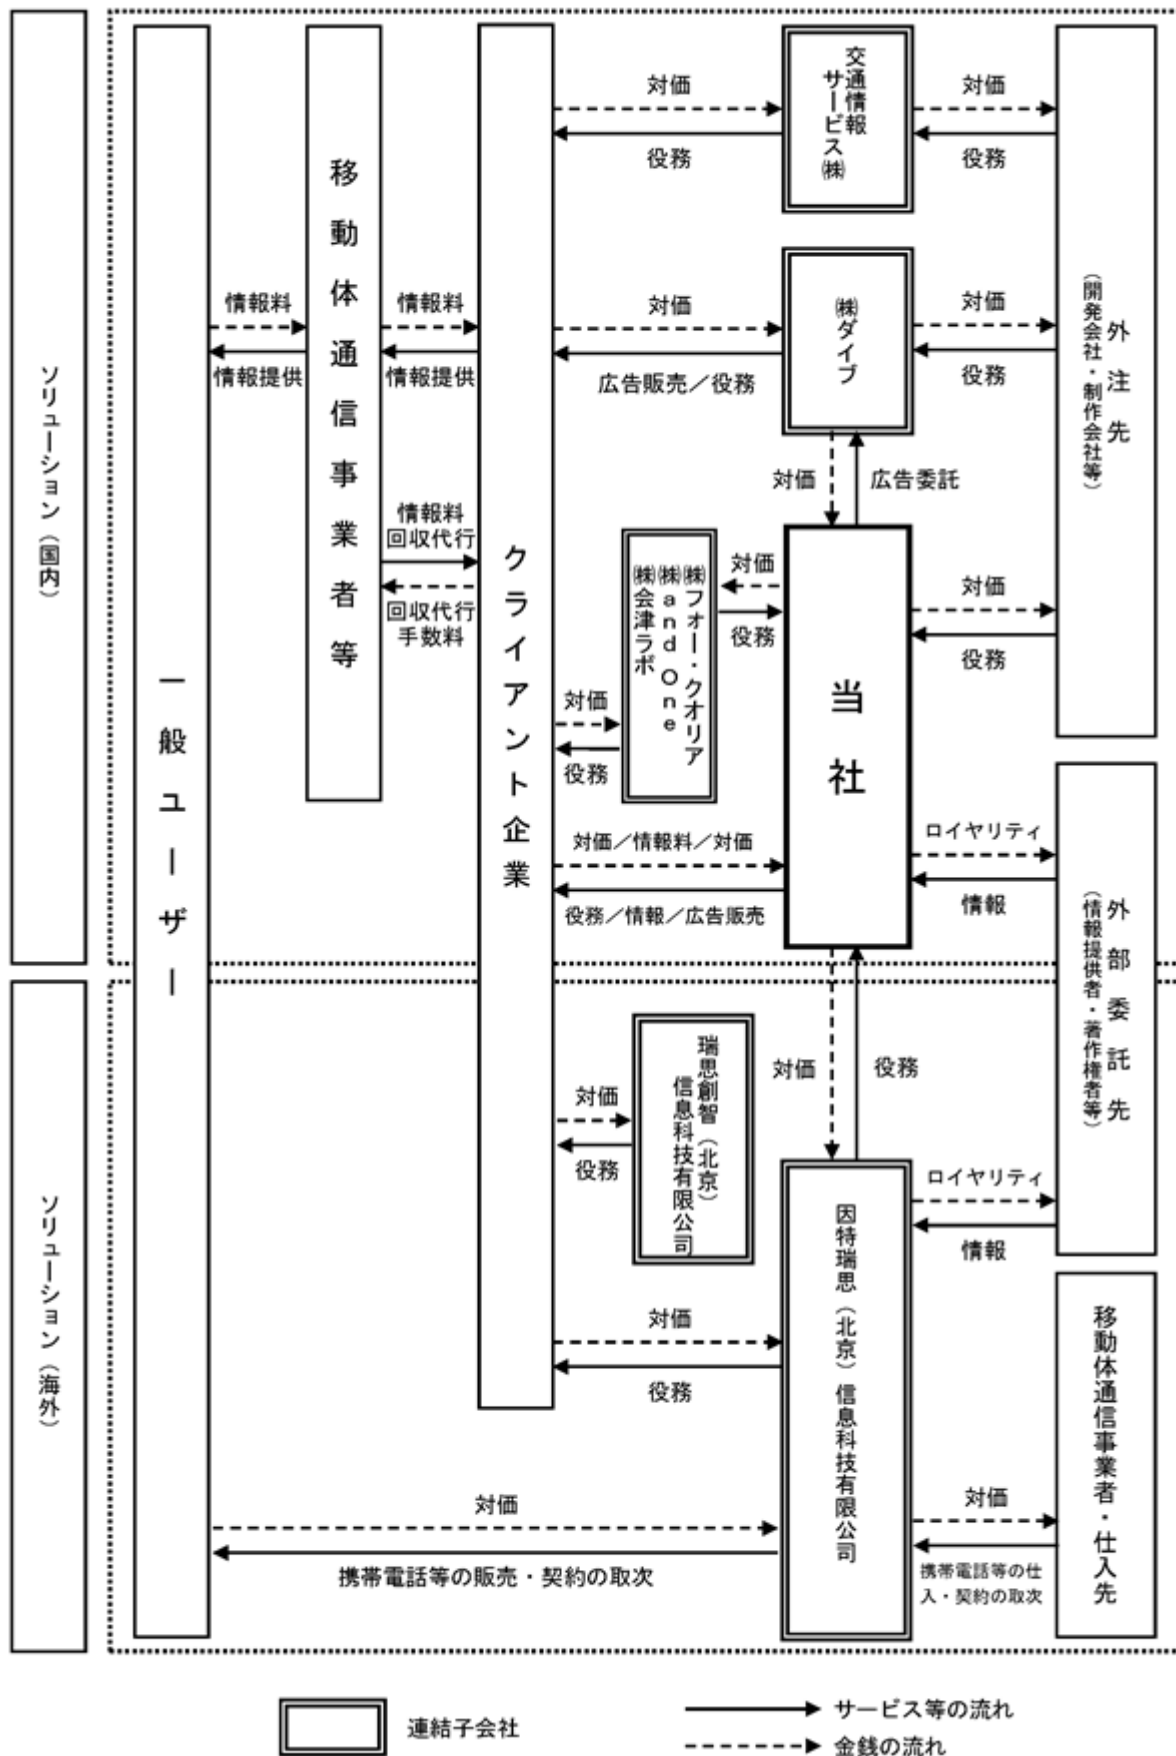 ソリューション（国内）
ソリューション（海外）
一般ユーザー
移動体通信事業者等
クライアント企業
情報料
情報提供
情報料
情報提供
情報料
回収代行
回収代行
手数料
対価
役務
交通情報
サービス㈱
対価
役務
対価
広告販売／役務
㈱ダイブ
対価
役務
対価
広告委託
㈱フォー・クオリア
㈱and One
㈱会津ラボ
対価
役務
対価
役務
当社
対価
役務
対価／情報料／対価
役務／情報／広告販売
ロイヤリティ
情報
外注先
（開発会社・制作会社等）
外部委託先
（情報提供者・著作権者等）
対価
役務
瑞思創智（北京）
信息科技有限公司
対価
役務
因特瑞思（北京）信息科技有限公司
ロイヤリティ
情報
対価
役務
対価
携帯電話等の販売・契約の取次
対価
携帯電話等の仕
入・契約の取次
移動体通信事業者・仕入先
連結子会社
サービス等の流れ
金銭の流れ